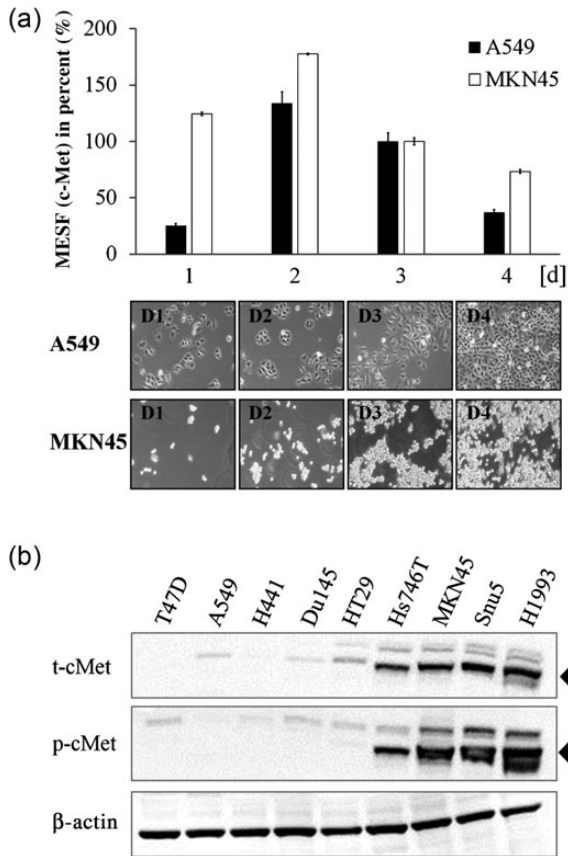 (a)
200
150
100
50
0
MESF (c-Met) in percent (%)
A549
MKN45
1 2 3 4 [d]
A549
D1 D2 D3 D4
MKN45
D1 D2 D3 D4
(b)
T47D A549 H441 Du145 HT29 Hs746T MKN45 Snu5 H1993
t-cMet
p-cMet
β-actin